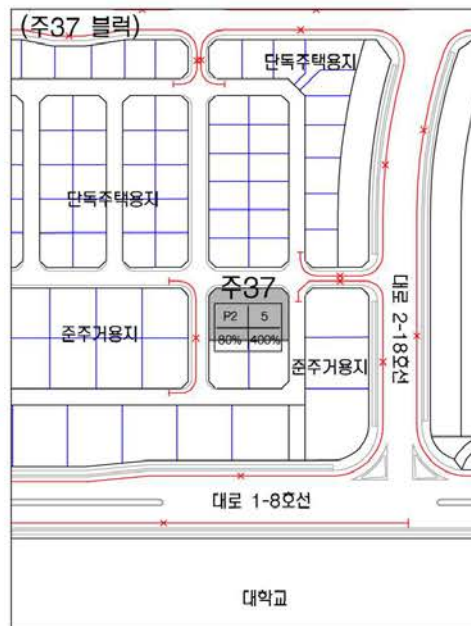 (주37 블럭)
단독주택용지
단독주택용지
주37
P2 5
80% 400%
준주거용지
준주거용지
대로 2-18호선
대로 1-8호선
대학교